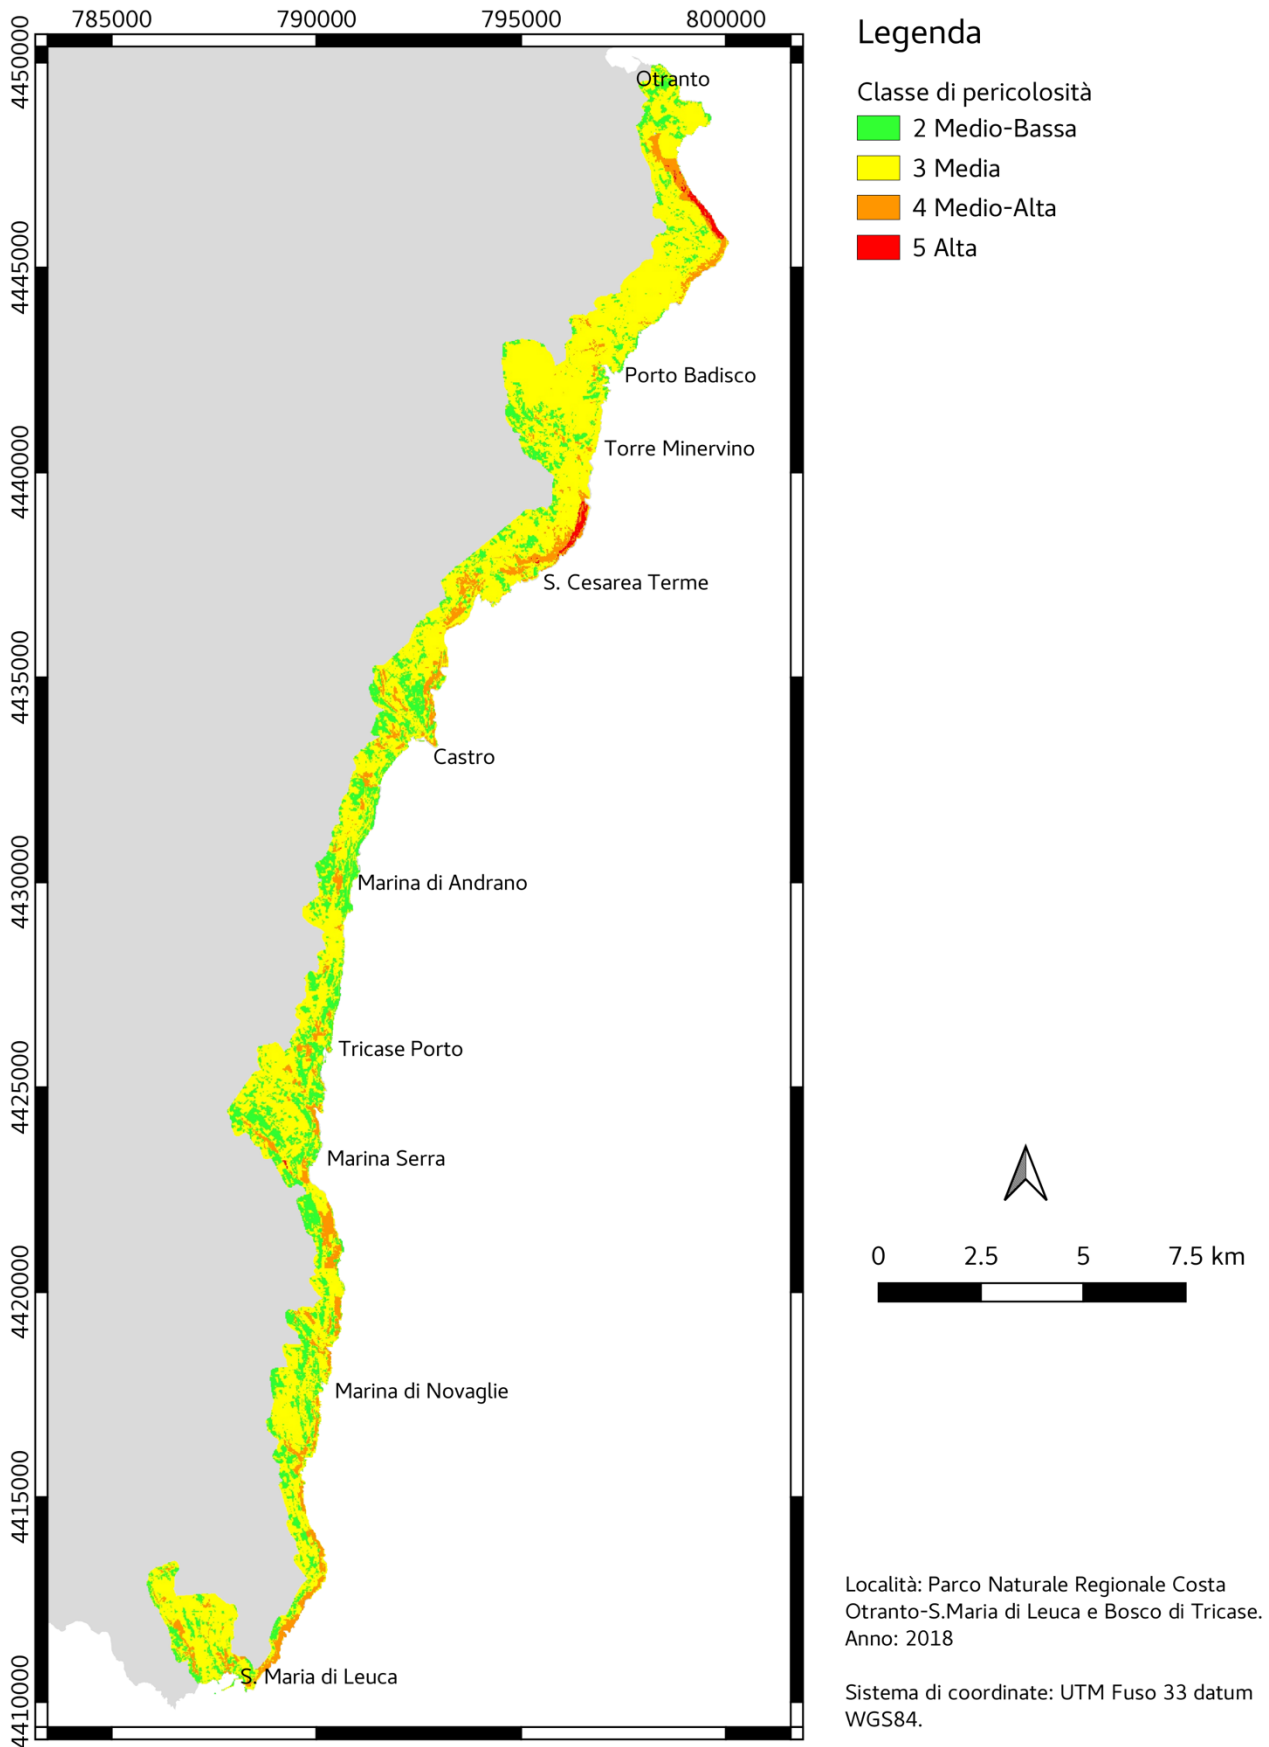 785000 790000 795000 800000
4450000
4445000
4440000
4435000
4430000
4425000
4420000
4415000
4410000
Otranto
Porto Badisco
Torre Minervino
S. Cesarea Terme
Castro
Marina di Andrano
Tricase Porto
Marina Serra
Marina di Novaglie
S. Maria di Leuca
Legenda
Classe di pericolosità
2 Medio-Bassa
3 Media
4 Medio-Alta
5 Alta
0 2.5 5 7.5 km
Località: Parco Naturale Regionale Costa
Otranto-S.Maria di Leuca e Bosco di Tricase.
Anno: 2018
Sistema di coordinate: UTM Fuso 33 datum
WGS84.